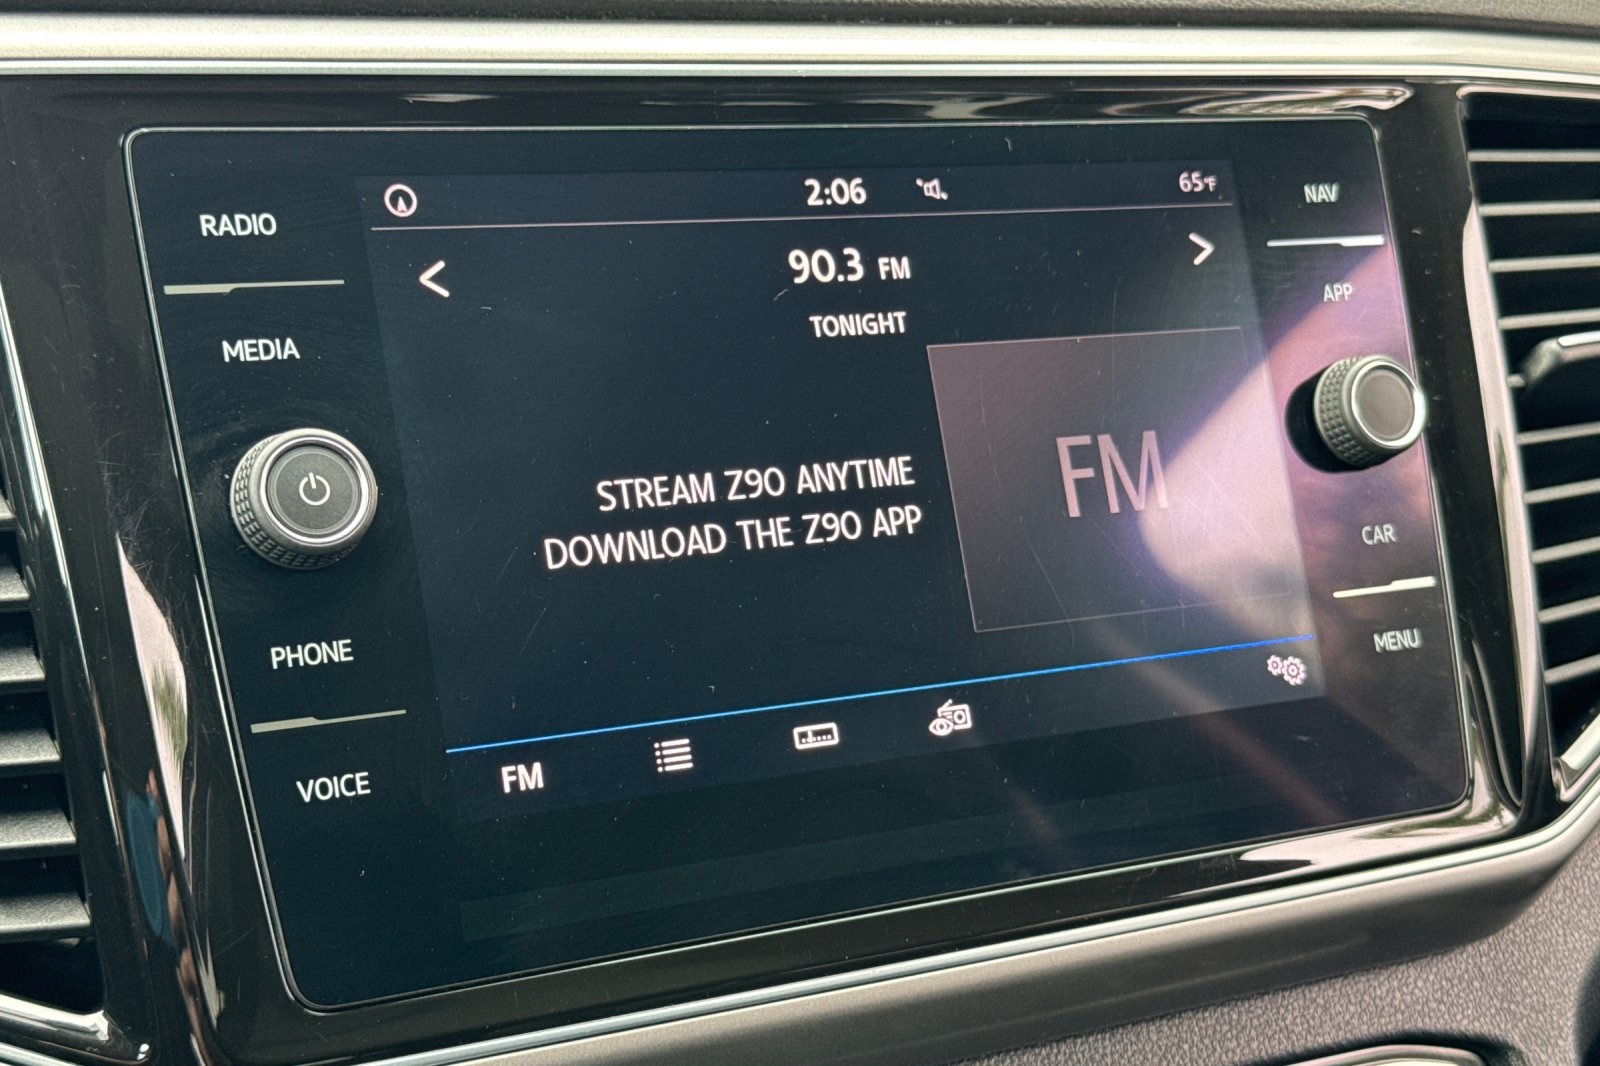 RADIO
MEDIA
PHONE
VOICE
2:06
65°F
90.3 FM
TONIGHT
STREAM Z90 ANYTIME
DOWNLOAD THE Z90 APP
FM
FM
NAV
APP
CAR
MENU